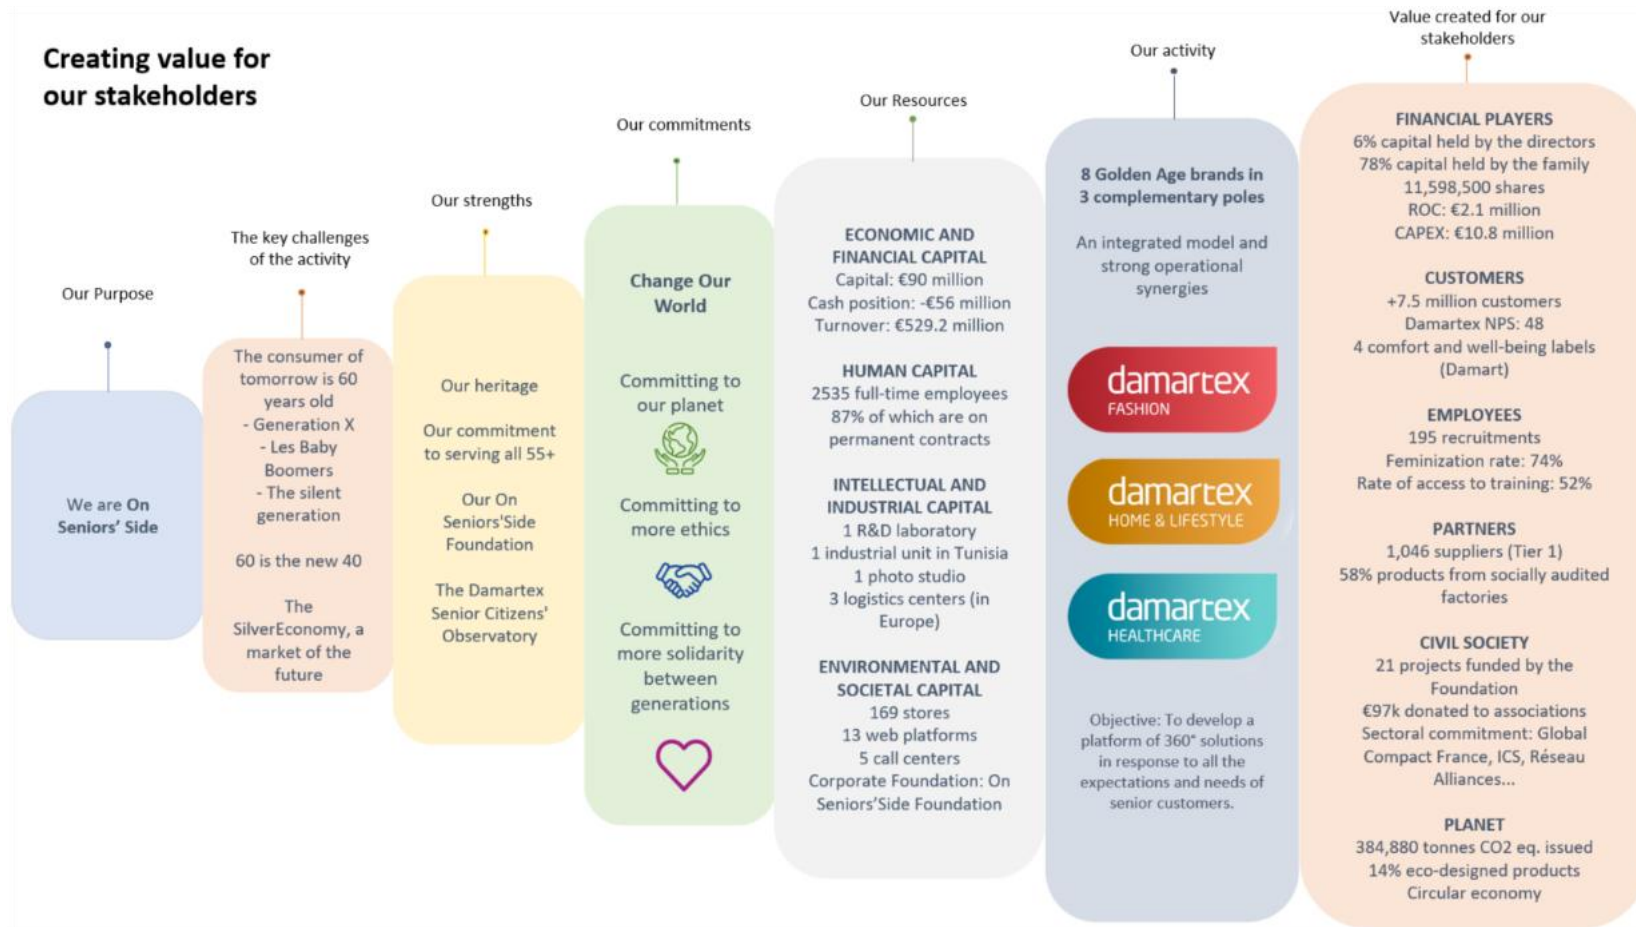 Creating value for
our stakeholders
Our Purpose
We are On
Seniors' Side
The key challenges
of the activity
The consumer of
tomorrow is 60
years old
- Generation X
- Les Baby
Boomers
- The silent
generation
60 is the new 40
The
SilverEconomy, a
market of the
future
Our strengths
Our heritage
Our commitment
to serving all 55+
Our On
Seniors'Side
Foundation
The Damartex
Senior Citizens'
Observatory
Our commitments
Change Our
World
Committing to
our planet
Committing to
more ethics
Committing to
more solidarity
between
generations
Our Resources
ECONOMIC AND
FINANCIAL CAPITAL
Capital: €90 million
Cash position: -€56 million
Turnover: €529.2 million
HUMAN CAPITAL
2535 full-time employees
87% of which are on
permanent contracts
INTELLECTUAL AND
INDUSTRIAL CAPITAL
1 R&D laboratory
1 industrial unit in Tunisia
1 photo studio
3 logistics centers (in
Europe)
ENVIRONMENTAL AND
SOCIETAL CAPITAL
169 stores
13 web platforms
5 call centers
Corporate Foundation: On
Seniors'Side Foundation
Our activity
8 Golden Age brands in
3 complementary poles
An integrated model and
strong operational
synergies
damartex
FASHION
damartex
HOME & LIFESTYLE
damartex
HEALTHCARE
Objective: To develop a
platform of 360° solutions
in response to all the
expectations and needs of
senior customers.
Value created for our
stakeholders
FINANCIAL PLAYERS
6% capital held by the directors
78% capital held by the family
11,598,500 shares
ROC: €2.1 million
CAPEX: €10.8 million
CUSTOMERS
+7.5 million customers
Damartex NPS: 48
4 comfort and well-being labels
(Damart)
EMPLOYEES
195 recruitments
Feminization rate: 74%
Rate of access to training: 52%
PARTNERS
1,046 suppliers (Tier 1)
58% products from socially audited
factories
CIVIL SOCIETY
21 projects funded by the
Foundation
€97k donated to associations
Sectoral commitment: Global
Compact France, ICS, Réseau
Alliances...
PLANET
384,880 tonnes CO2 eq. issued
14% eco-designed products
Circular economy